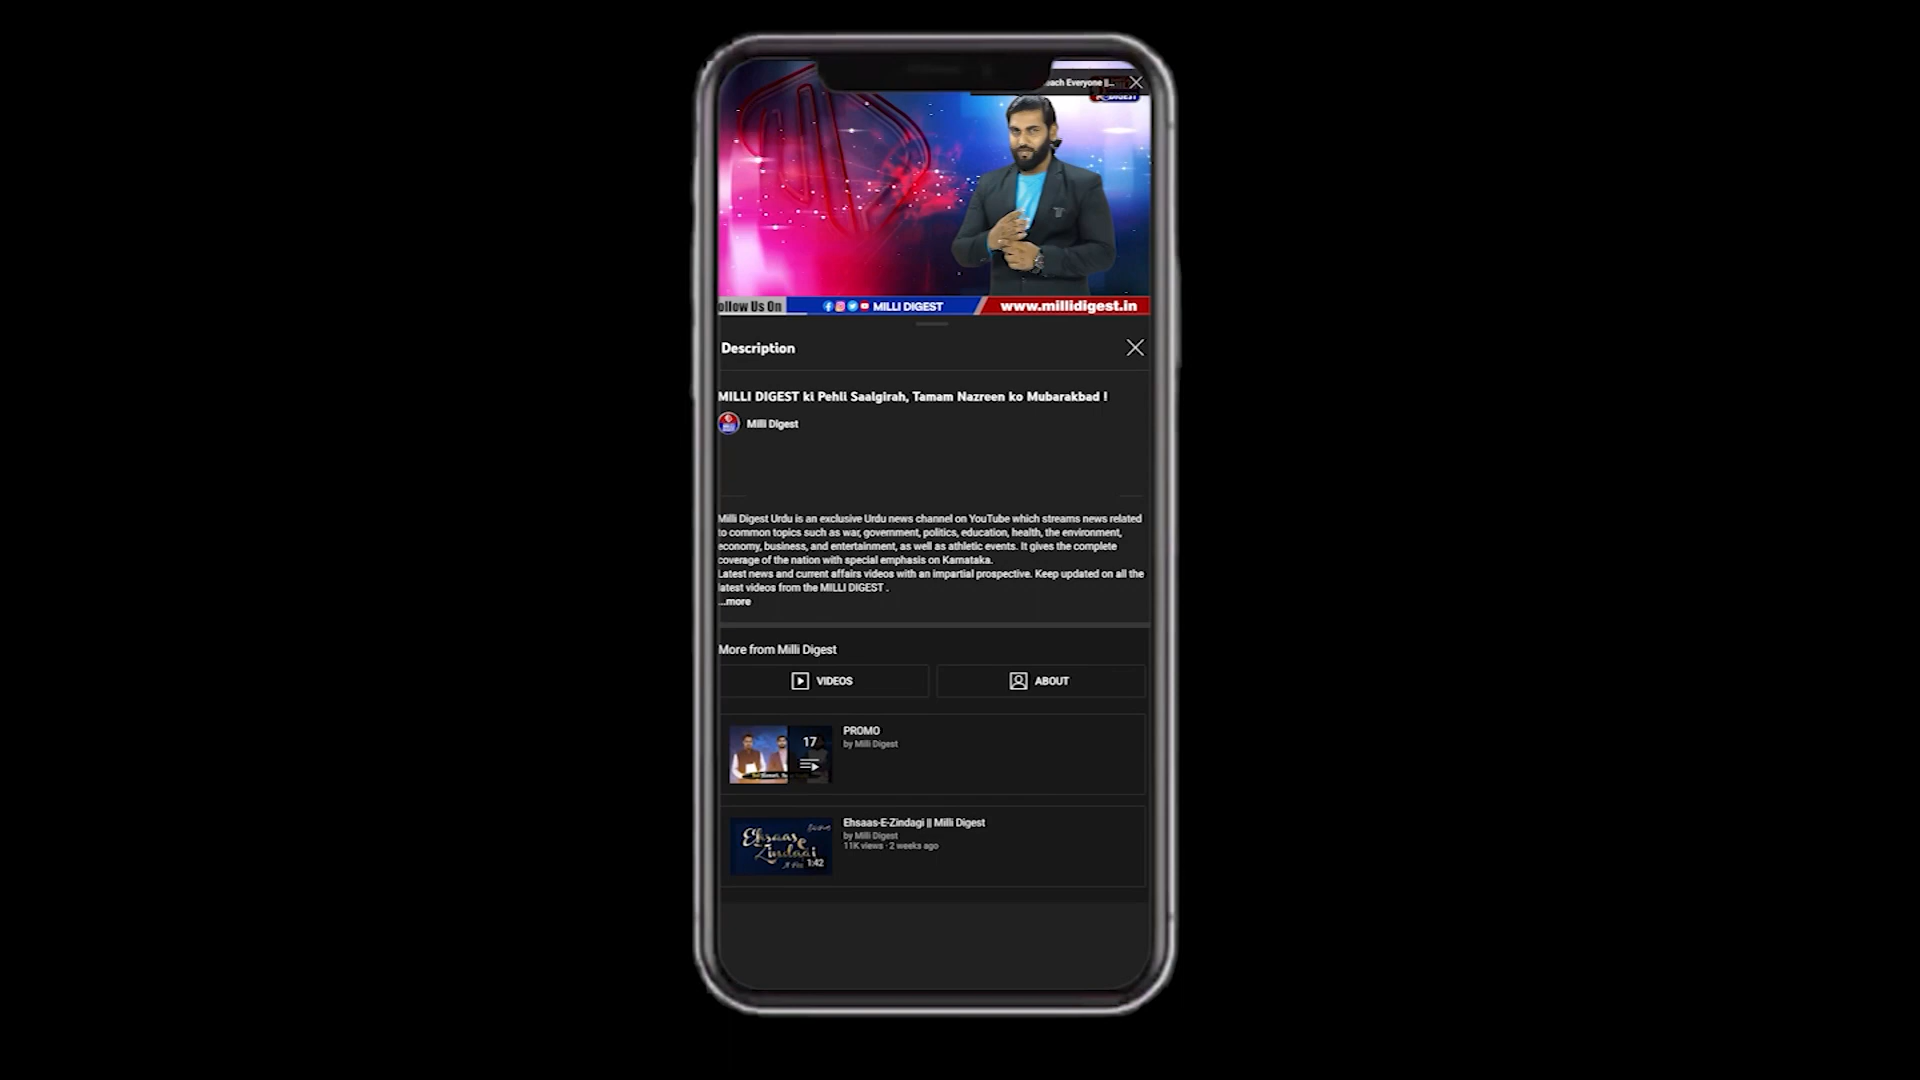 each Everyone ||...
DIGEST
ollow Us On
MILLI DIGEST
www.millidigest.in
Description
MILLI DIGEST ki Pehli Saalgirah, Tamam Nazreen ko Mubarakbad !
Milli Digest
Milli Digest Urdu is an exclusive Urdu news channel on YouTube which streams news related
to common topics such as war, government, politics, education, health, the environment,
economy, business, and entertainment, as well as athletic events. It gives the complete
coverage of the nation with special emphasis on Karnataka.
Latest news and current affairs videos with an impartial prospective. Keep updated on all the
latest videos from the MILLI DIGEST .
...more
More from Milli Digest
VIDEOS
ABOUT
17
PROMO
by Milli Digest
Ehsaas e
Zindagi
1:42
Ehsaas-E-Zindagi || Milli Digest
by Milli Digest
11K views · 2 weeks ago